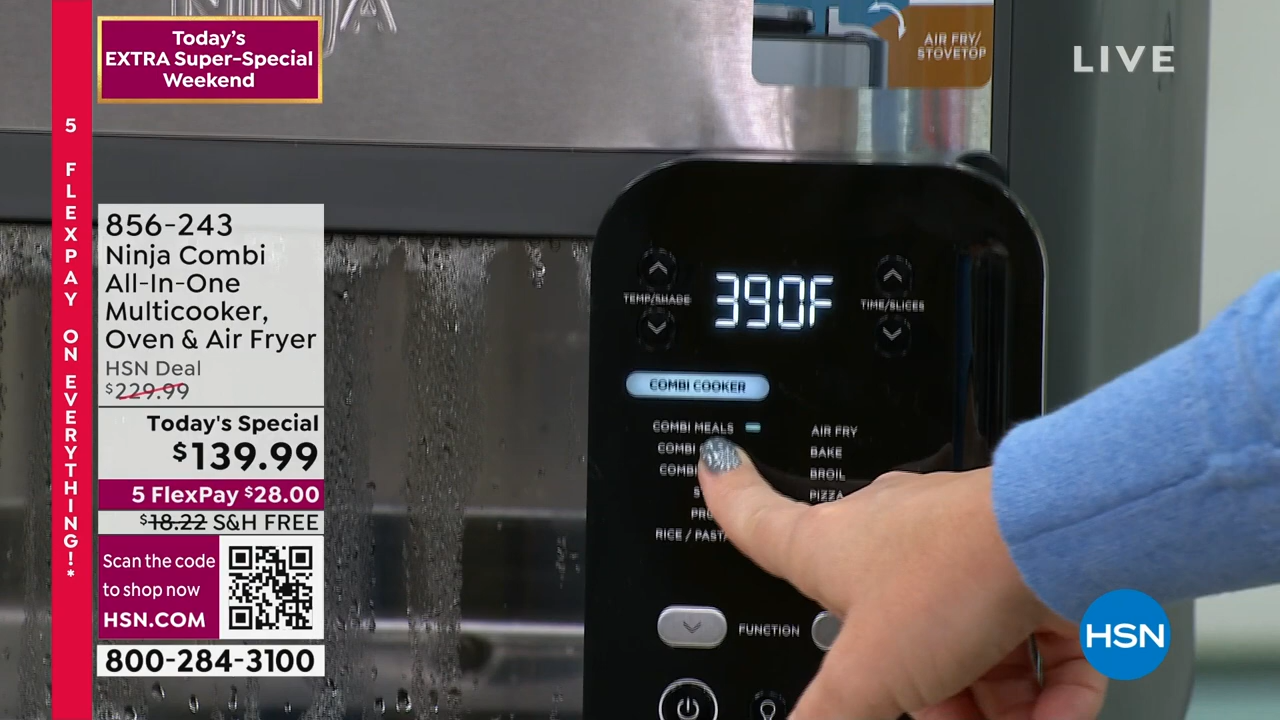 NINJA
Today's
EXTRA Super-Special
Weekend
AIR FRY/
STOVETOP
LIVE
5 FLEXPAY ON EVERYTHING!*
856-243
Ninja Combi
All-In-One
Multicooker,
Oven & Air Fryer
HSN Deal
$229.99
Today's Special
$139.99
5 FlexPay $28.00
$18.22 S&H FREE
Scan the code
to shop now
HSN.COM
800-284-3100
390F
TEMP/SHADE
TIME/SLICES
COMBI COOKER
COMBI MEALS
COMBI
COMBI
RICE / PASTA
AIR FRY
BAKE
BROIL
PIZZA
FUNCTION
HSN